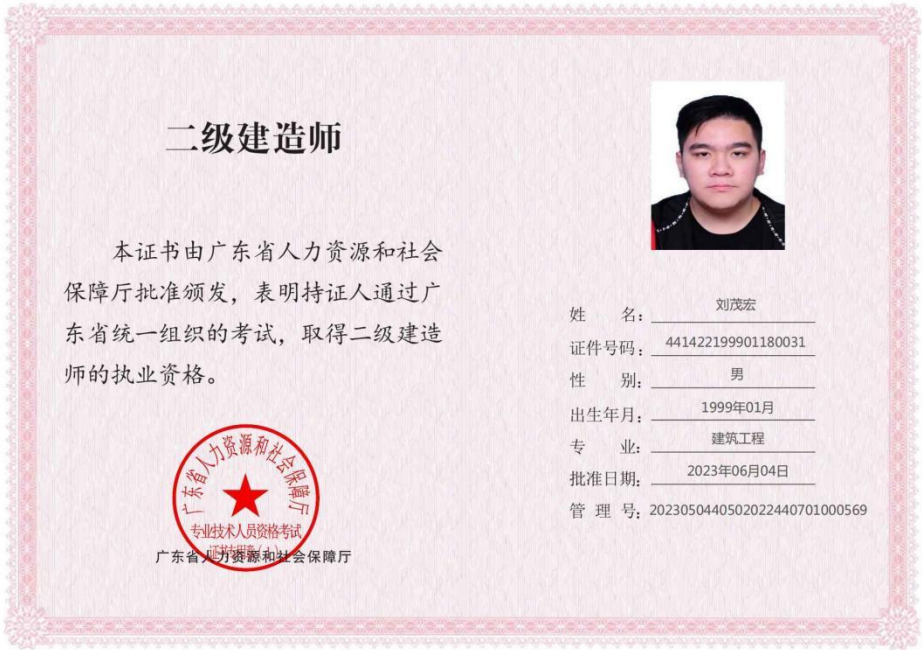 二级建造师
本证书由广东省人力资源和社会
保障厅批准颁发，表明持证人通过广
东省统一组织的考试，取得二级建造
师的执业资格。
广东省人力资源和社会保障厅
专业技术人员资格考试
广东省人力资源和社会保障厅
姓 名：刘茂宏
证件号码：441422199901180031
性 别：男
出生年月：1999年01月
专 业：建筑工程
批准日期：2023年06月04日
管 理 号：2023050440502022440701000569